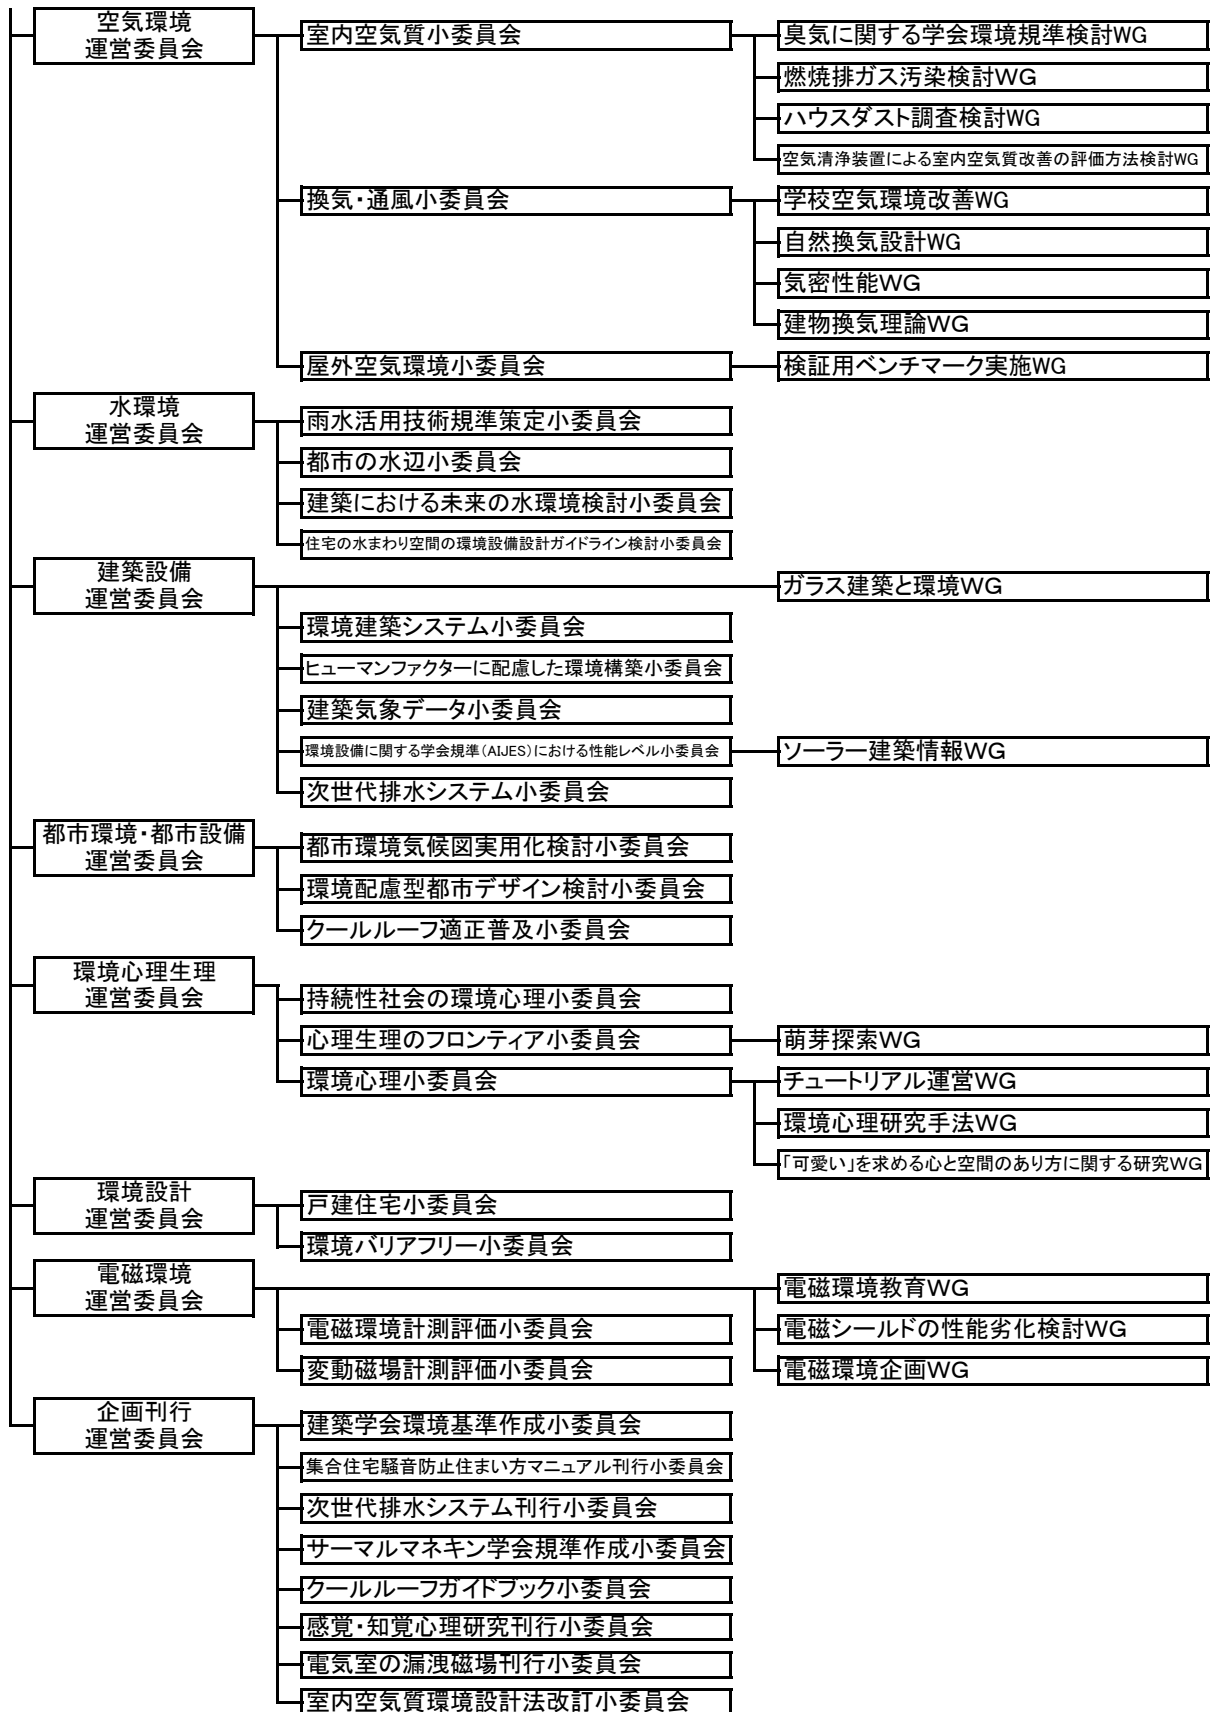 空気環境
運営委員会
室内空気質小委員会
臭気に関する学会環境規準検討WG
燃焼排ガス汚染検討WG
ハウスダスト調査検討WG
空気清浄装置による室内空気質改善の評価方法検討WG
換気・通風小委員会
学校空気環境改善WG
自然換気設計WG
気密性能WG
建物換気理論WG
屋外空気環境小委員会
検証用ベンチマーク実施WG
水環境
運営委員会
雨水活用技術規準策定小委員会
都市の水辺小委員会
建築における未来の水環境検討小委員会
住宅の水まわり空間の環境設備設計ガイドライン検討小委員会
建築設備
運営委員会
ガラス建築と環境WG
環境建築システム小委員会
ヒューマンファクターに配慮した環境構築小委員会
建築気象データ小委員会
環境設備に関する学会規準(AIJES)における性能レベル小委員会
ソーラー建築情報WG
次世代排水システム小委員会
都市環境・都市設備
運営委員会
都市環境気候図実用化検討小委員会
環境配慮型都市デザイン検討小委員会
クールルーフ適正普及小委員会
環境心理生理
運営委員会
持続性社会の環境心理小委員会
心理生理のフロンティア小委員会
萌芽探索WG
環境心理小委員会
チュートリアル運営WG
環境心理研究手法WG
「可愛い」を求める心と空間のあり方に関する研究WG
環境設計
運営委員会
戸建住宅小委員会
環境バリアフリー小委員会
電磁環境
運営委員会
電磁環境教育WG
電磁環境計測評価小委員会
電磁シールドの性能劣化検討WG
変動磁場計測評価小委員会
電磁環境企画WG
企画刊行
運営委員会
建築学会環境基準作成小委員会
集合住宅騒音防止住まい方マニュアル刊行小委員会
次世代排水システム刊行小委員会
サーマルマネキン学会規準作成小委員会
クールルーフガイドブック小委員会
感覚・知覚心理研究刊行小委員会
電気室の漏洩磁場刊行小委員会
室内空気質環境設計法改訂小委員会